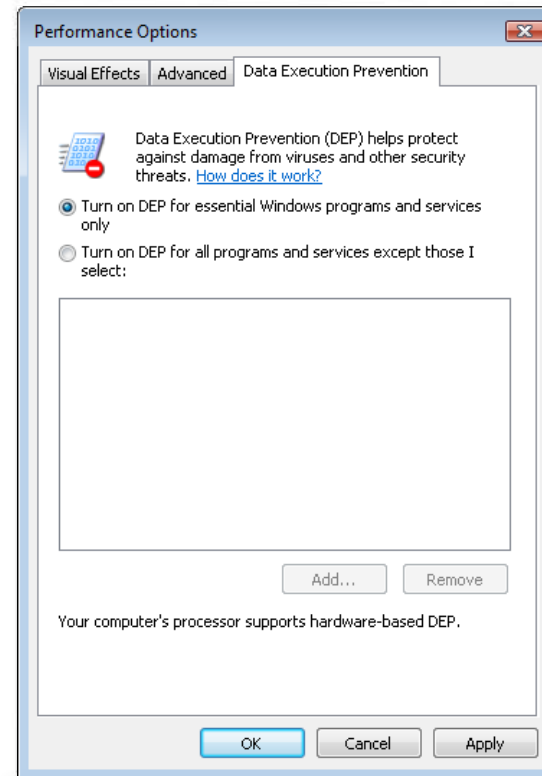 Performance Options
Visual Effects
Advanced
Data Execution Prevention
Data Execution Prevention (DEP) helps protect
against damage from viruses and other security
threats. How does it work?
Turn on DEP for essential Windows programs and services
only
Turn on DEP for all programs and services except those I
select:
Add...
Remove
Your computer's processor supports hardware-based DEP.
OK
Cancel
Apply